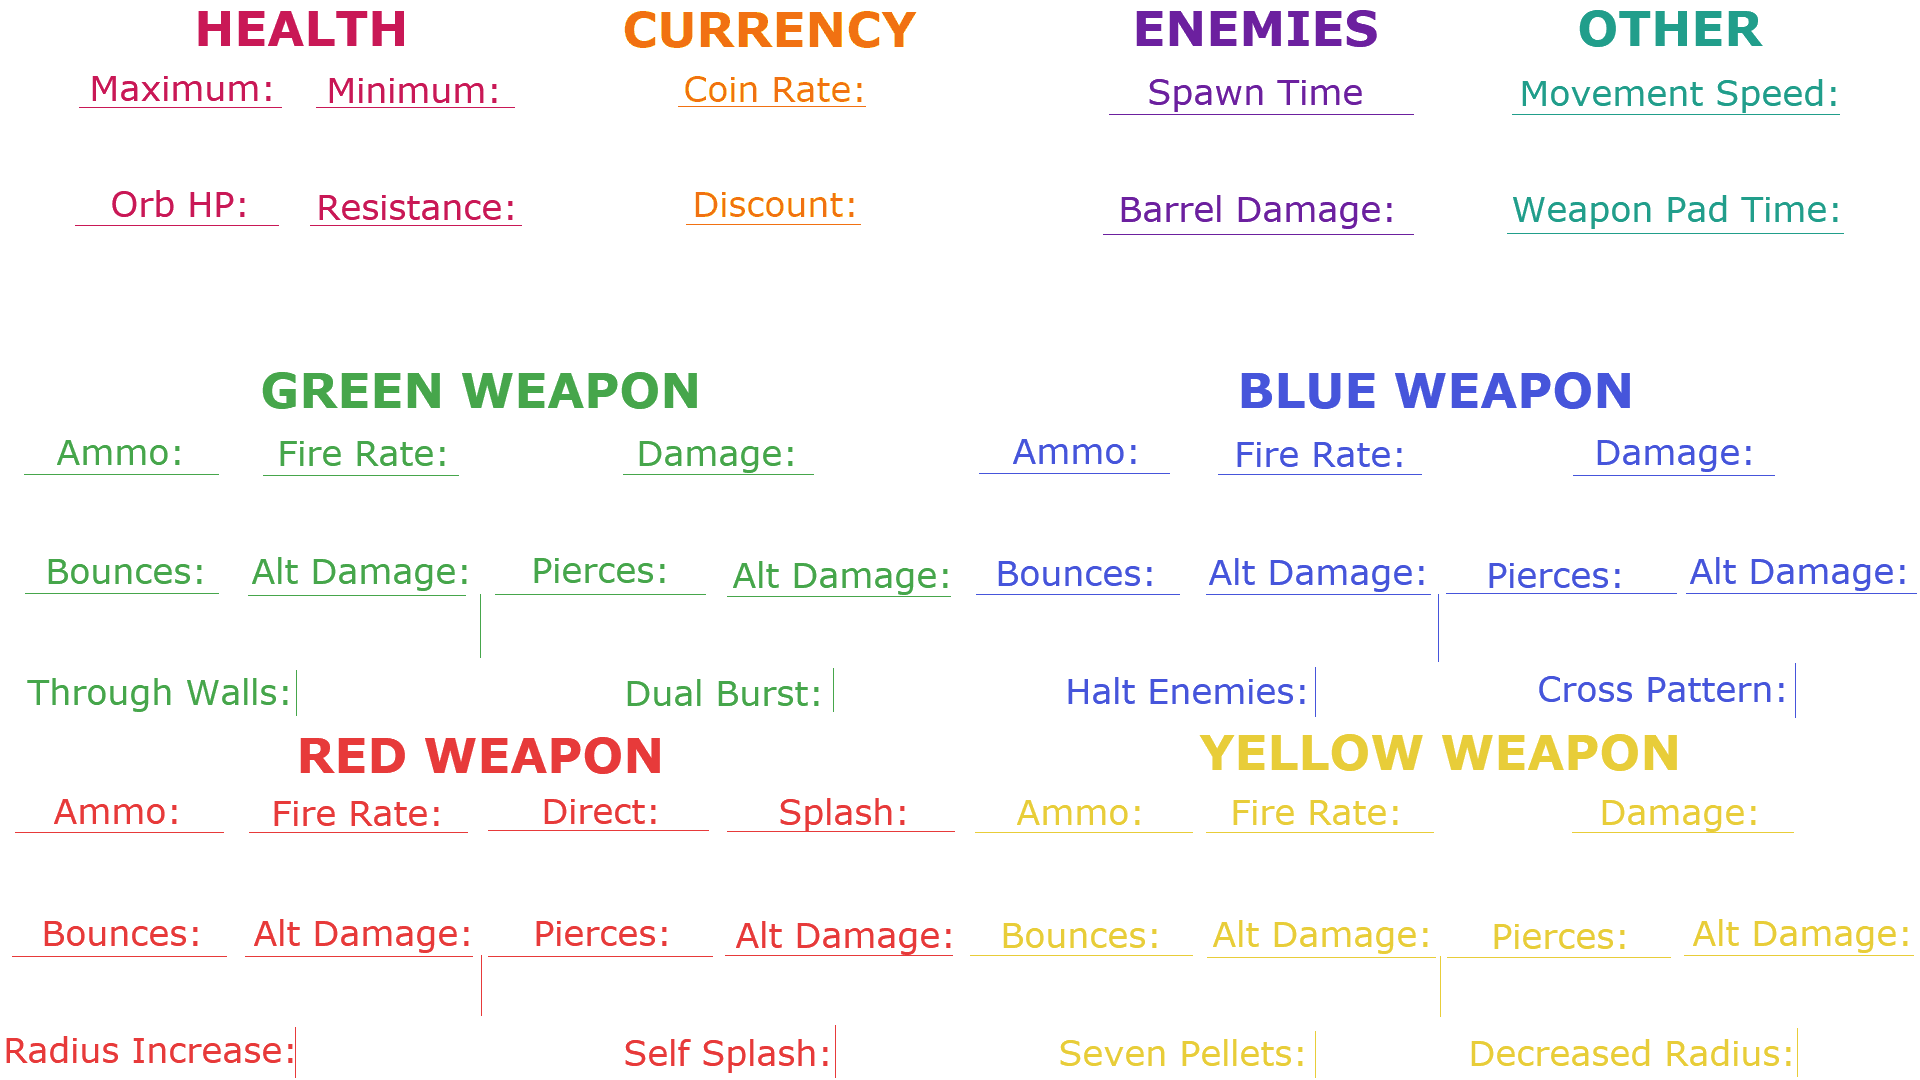 HEALTH
Maximum: Minimum:
Orb HP: Resistance:
CURRENCY
Coin Rate:
Discount:
ENEMIES
Spawn Time
Barrel Damage:
OTHER
Movement Speed:
Weapon Pad Time:
GREEN WEAPON
Ammo: Fire Rate: Damage:
Bounces: Alt Damage: Pierces: Alt Damage:
Through Walls: Dual Burst:
BLUE WEAPON
Ammo: Fire Rate: Damage:
Bounces: Alt Damage: Pierces: Alt Damage:
Halt Enemies: Cross Pattern:
RED WEAPON
Ammo: Fire Rate: Direct: Splash:
Bounces: Alt Damage: Pierces: Alt Damage:
Radius Increase: Self Splash:
YELLOW WEAPON
Ammo: Fire Rate: Damage:
Bounces: Alt Damage: Pierces: Alt Damage:
Seven Pellets: Decreased Radius: